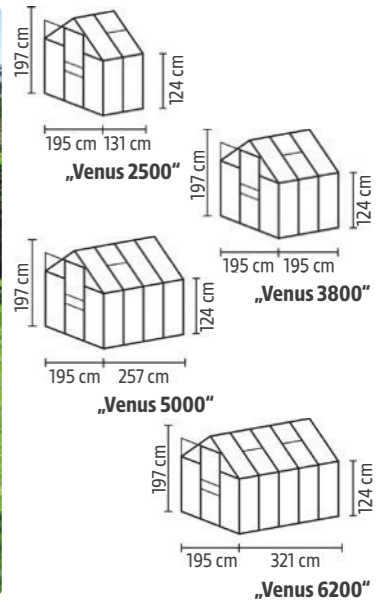 197 cm
124 cm
195 cm 131 cm
„Venus 2500“
197 cm
124 cm
195 cm 195 cm
„Venus 3800“
197 cm
124 cm
195 cm 257 cm
„Venus 5000“
197 cm
124 cm
195 cm 321 cm
„Venus 6200“